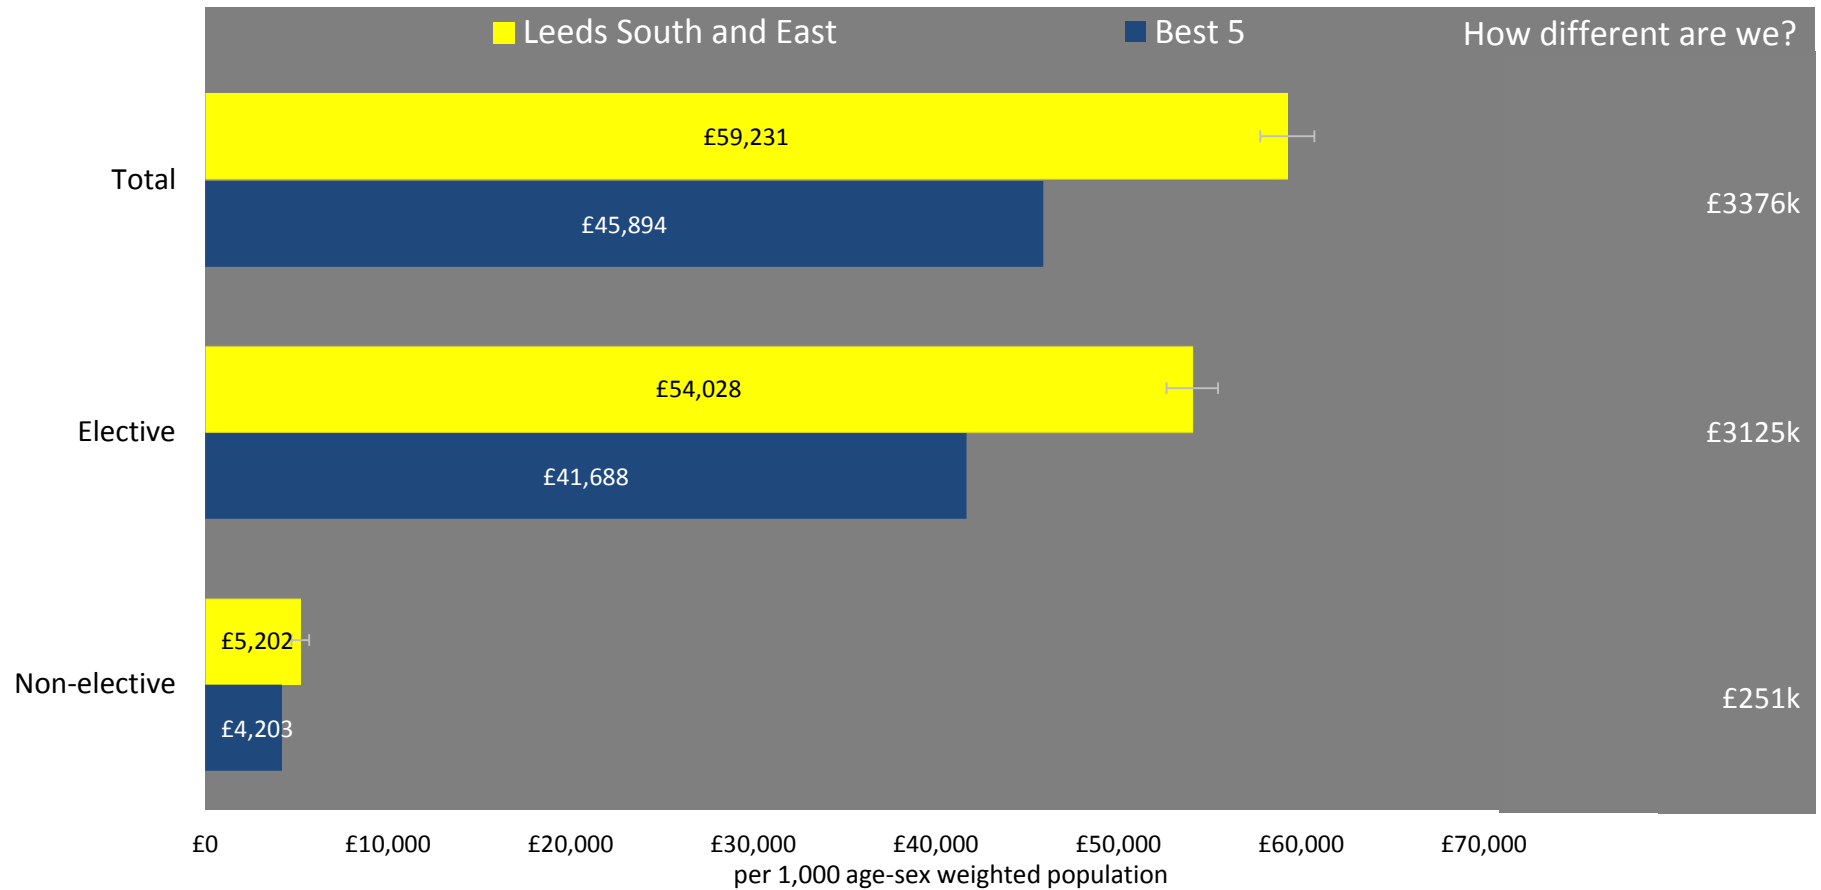 Leeds South and East
Best 5
How different are we?
Total
£59,231
£45,894
£3376k
Elective
£54,028
£41,688
£3125k
Non-elective
£5,202
£4,203
£251k
£0 £10,000 £20,000 £30,000 £40,000 £50,000 £60,000 £70,000
per 1,000 age-sex weighted population